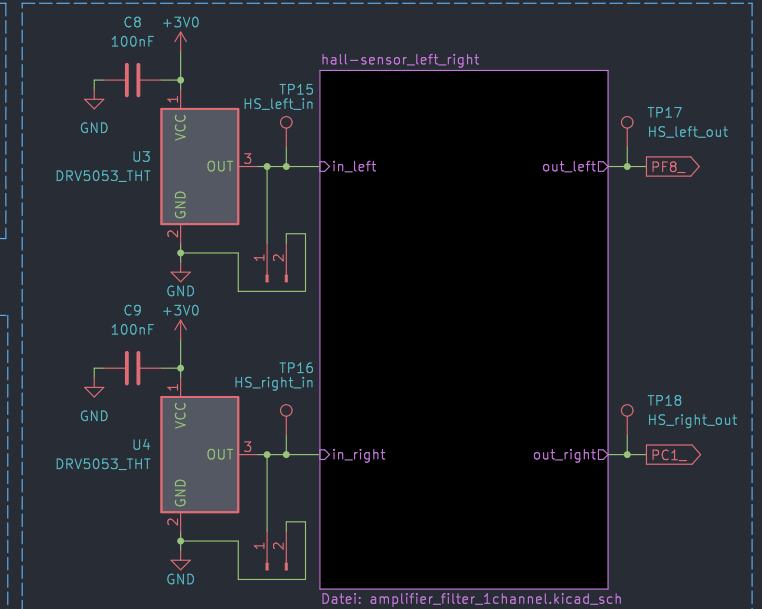 C8
100nF
+3V0
GND
1
VCC
U3
DRV5053_THT
OUT
3
GND
2
GND
TP15
HS_left_in
1
2
hall-sensor_left_right
in_left
out_left
TP17
HS_left_out
PF8_
C9
100nF
+3V0
GND
1
VCC
U4
DRV5053_THT
OUT
3
GND
2
GND
TP16
HS_right_in
1
2
in_right
out_right
TP18
HS_right_out
PC1_
Datei: amplifier_filter_1channel.kicad_sch